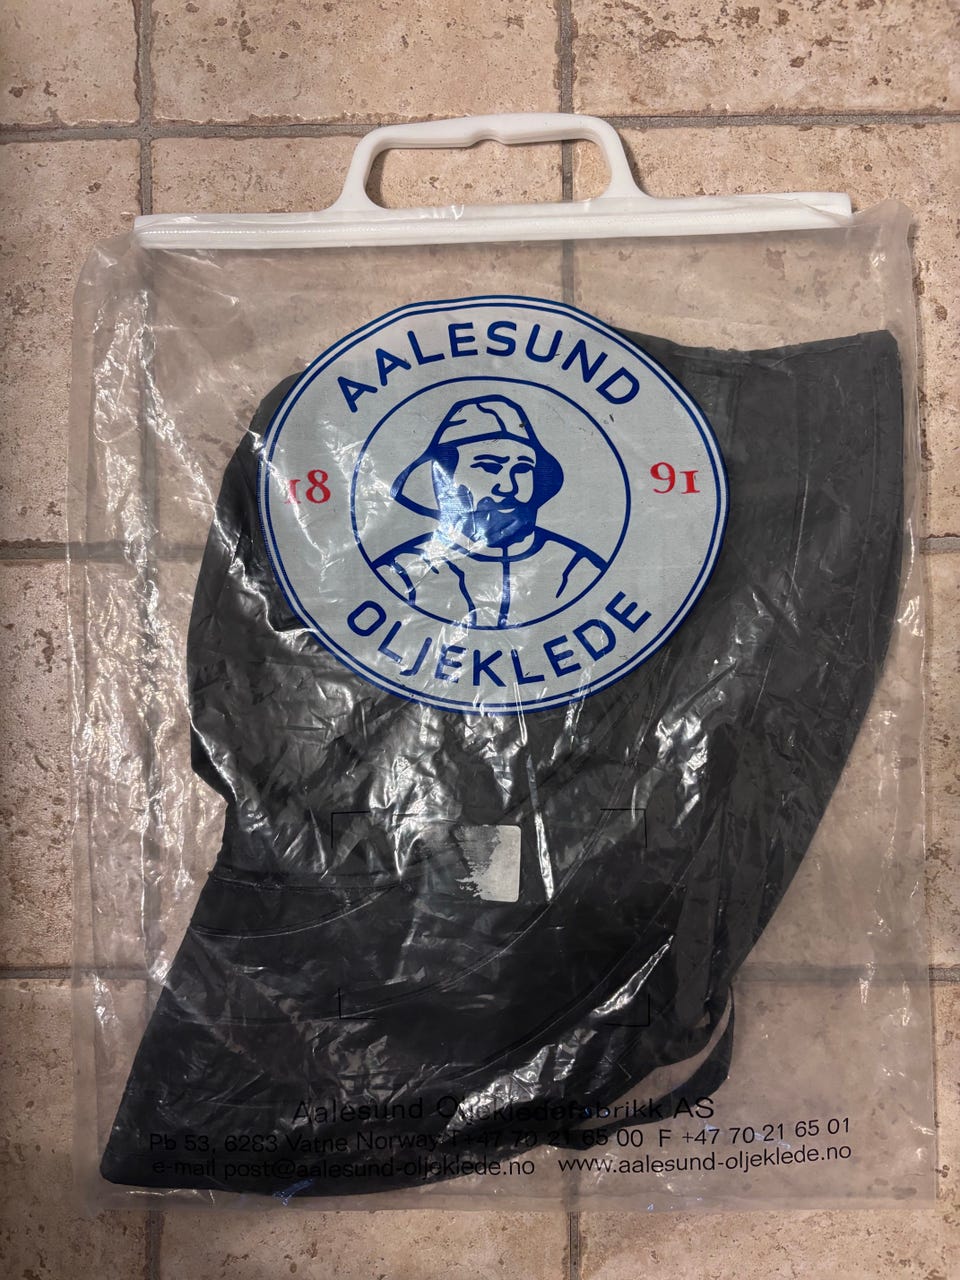 AALESUND
18 91
OLJEKLEDE
Aalesund Oljekledefabrikk AS
Pb 53, 6283 Vatne Norway T+47 70 21 65 00 F +47 70 21 65 01
e-mail post@aalesund-oljeklede.no www.aalesund-oljeklede.no